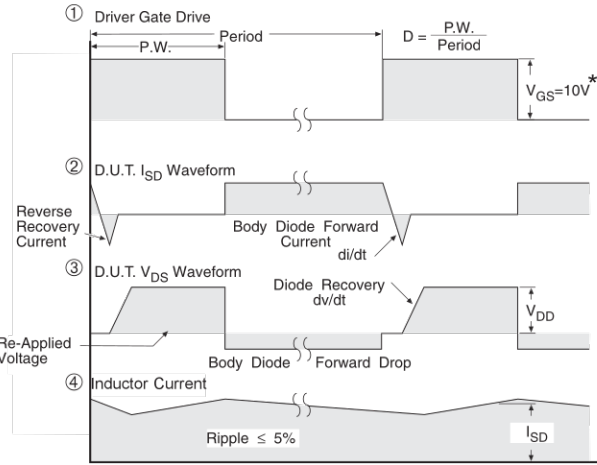 ① Driver Gate Drive
P.W.
Period
D = P.W.
Period
VGS=10V*
② D.U.T. ISD Waveform
Reverse
Recovery
Current
Body Diode Forward
Current
di/dt
③ D.U.T. VDS Waveform
Diode Recovery
dv/dt
VDD
Re-Applied
Voltage
Body Diode Forward Drop
④ Inductor Current
Ripple ≤ 5%
ISD